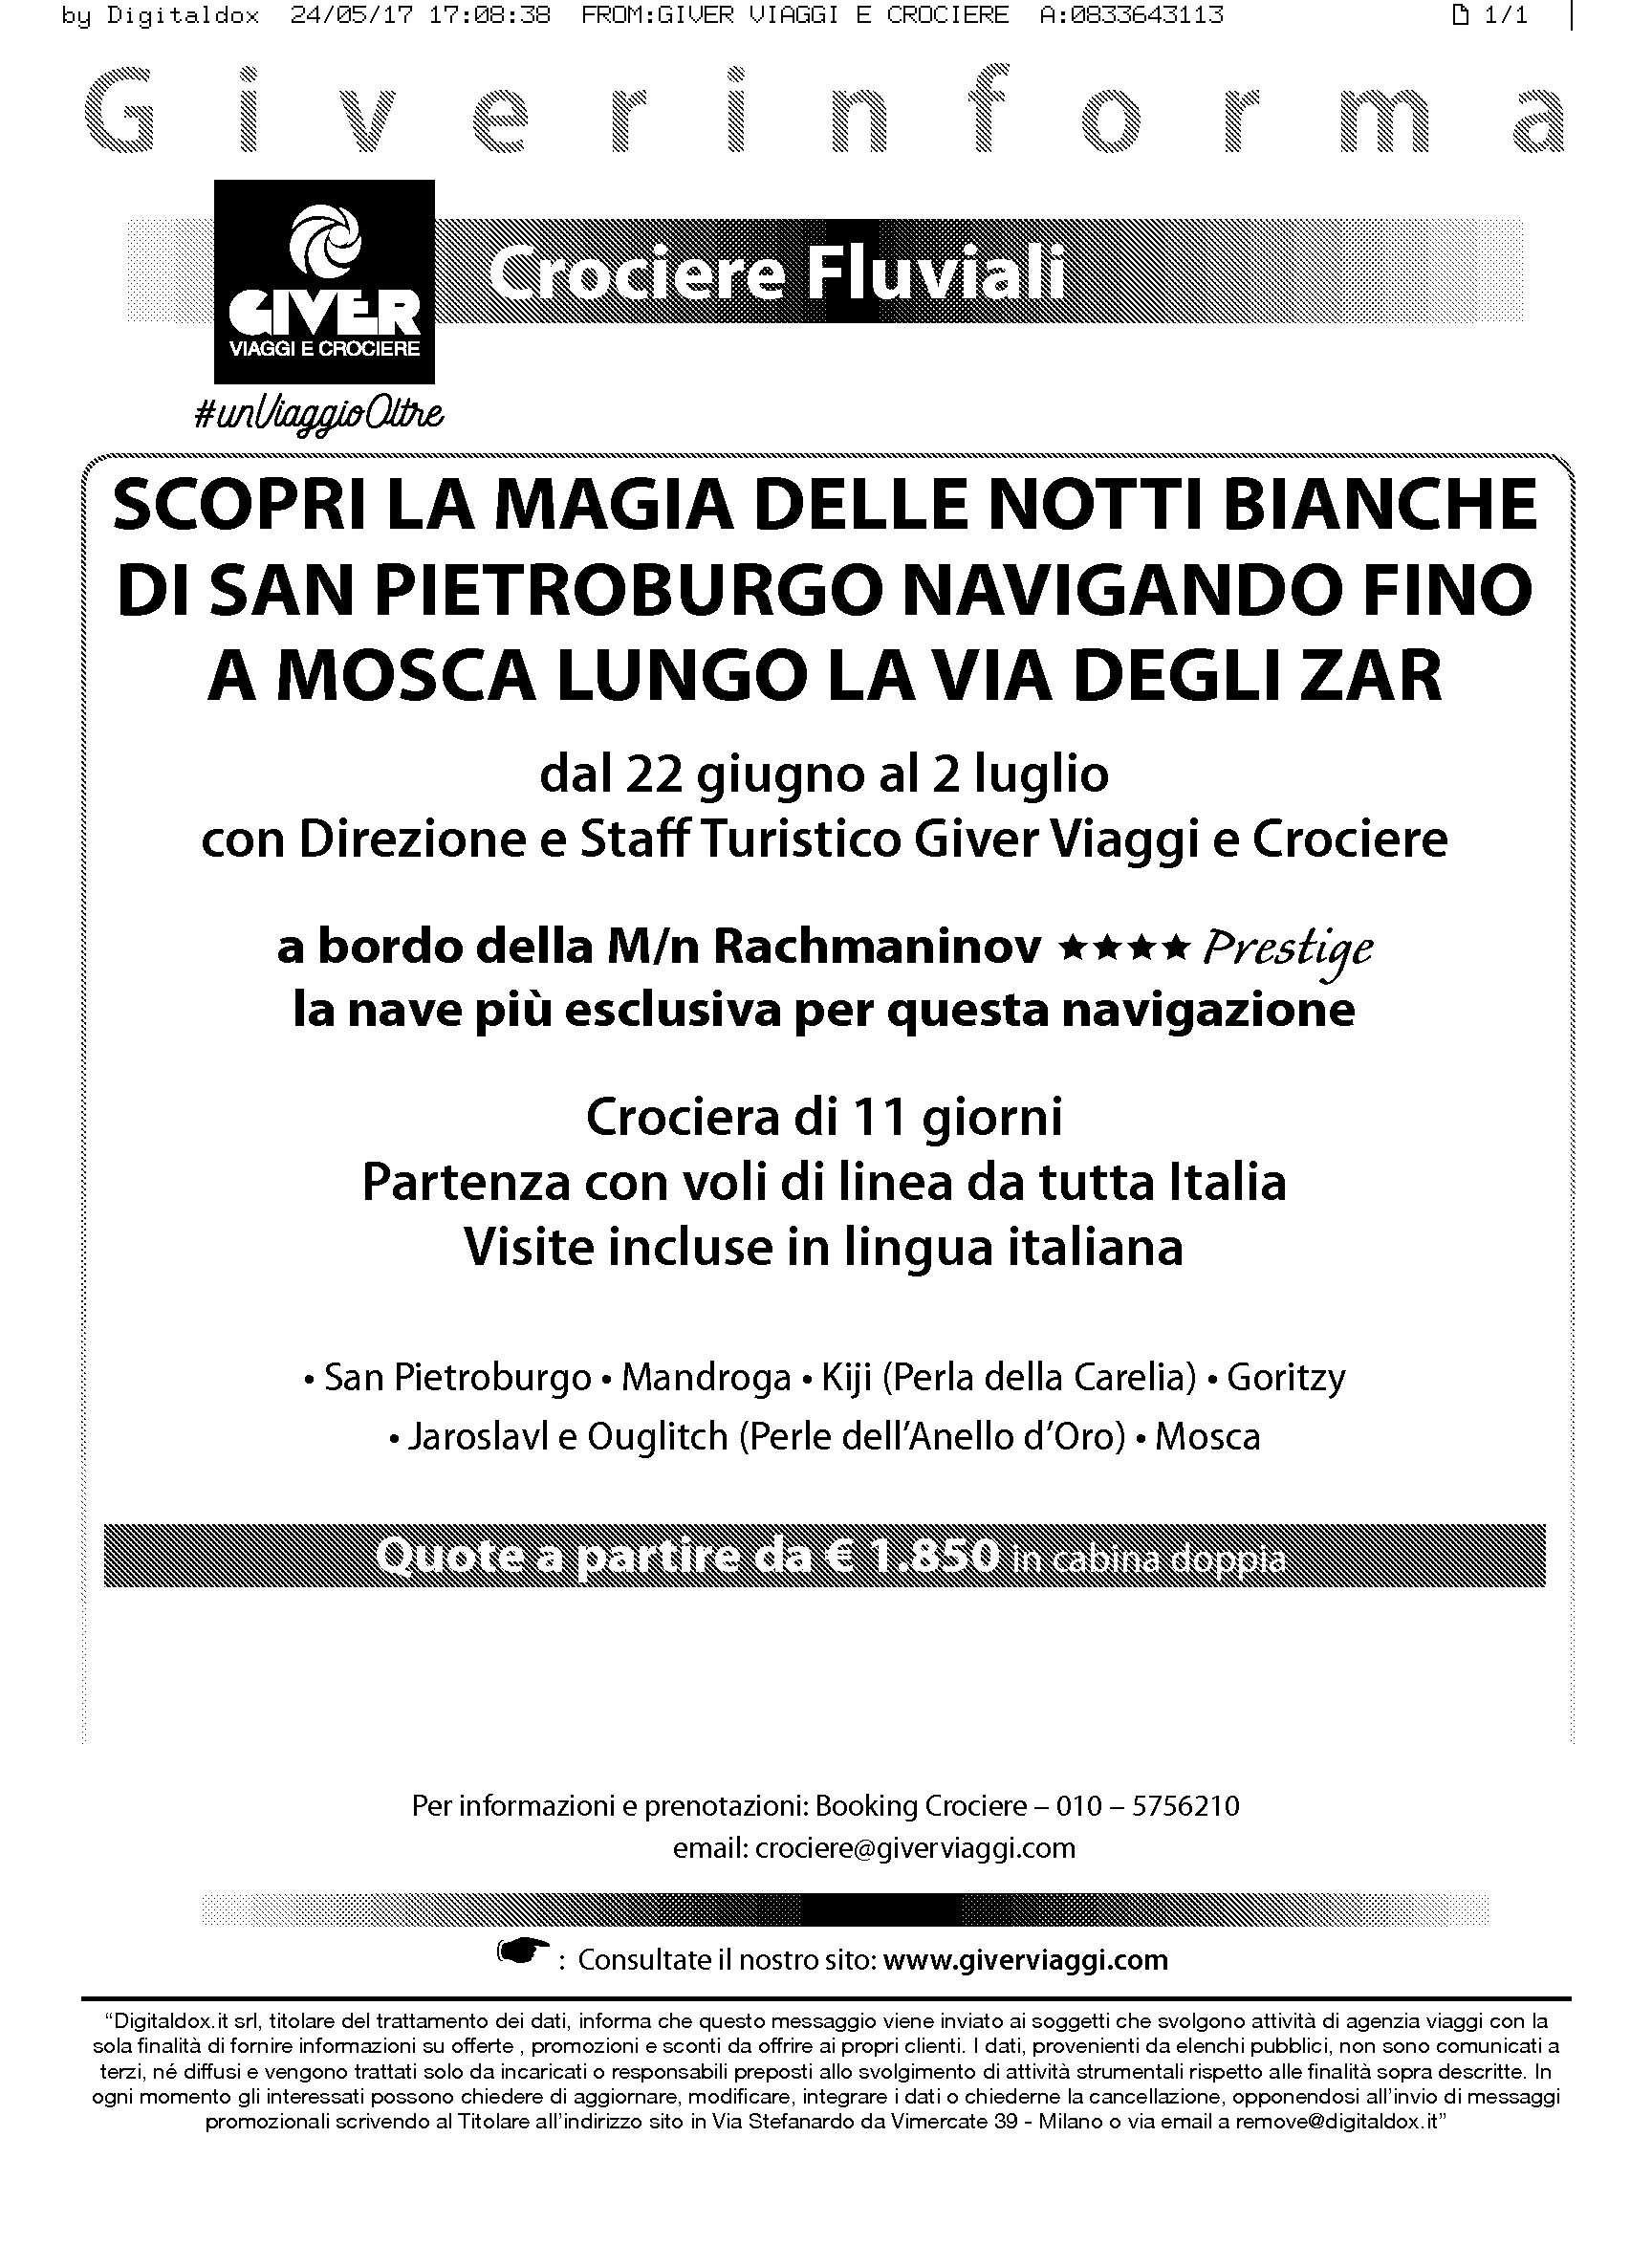 by Digitaldox 24/05/17 17:08:38 FROM:GIVER VIAGGI E CROCIERE A:0833643113 1/1
Giverinforma
Crociere Fluviali
GIVER
VIAGGI E CROCIERE
#unViaggioOltre
SCOPRI LA MAGIA DELLE NOTTI BIANCHE
DI SAN PIETROBURGO NAVIGANDO FINO
A MOSCA LUNGO LA VIA DEGLI ZAR
dal 22 giugno al 2 luglio
con Direzione e Staff Turistico Giver Viaggi e Crociere
a bordo della M/n Rachmaninov ★★★★ Prestige
la nave più esclusiva per questa navigazione
Crociera di 11 giorni
Partenza con voli di linea da tutta Italia
Visite incluse in lingua italiana
• San Pietroburgo • Mandroga • Kiji (Perla della Carelia) • Goritzy
• Jaroslavl e Ouglitch (Perle dell’Anello d’Oro) • Mosca
Quote a partire da € 1.850 in cabina doppia
Per informazioni e prenotazioni: Booking Crociere – 010 – 5756210
email: crociere@giverviaggi.com
☛ : Consultate il nostro sito: www.giverviaggi.com
“Digitaldox.it srl, titolare del trattamento dei dati, informa che questo messaggio viene inviato ai soggetti che svolgono attività di agenzia viaggi con la
sola finalità di fornire informazioni su offerte , promozioni e sconti da offrire ai propri clienti. I dati, provenienti da elenchi pubblici, non sono comunicati a
terzi, né diffusi e vengono trattati solo da incaricati o responsabili preposti allo svolgimento di attività strumentali rispetto alle finalità sopra descritte. In
ogni momento gli interessati possono chiedere di aggiornare, modificare, integrare i dati o chiederne la cancellazione, opponendosi all’invio di messaggi
promozionali scrivendo al Titolare all’indirizzo sito in Via Stefanardo da Vimercate 39 - Milano o via email a remove@digitaldox.it”